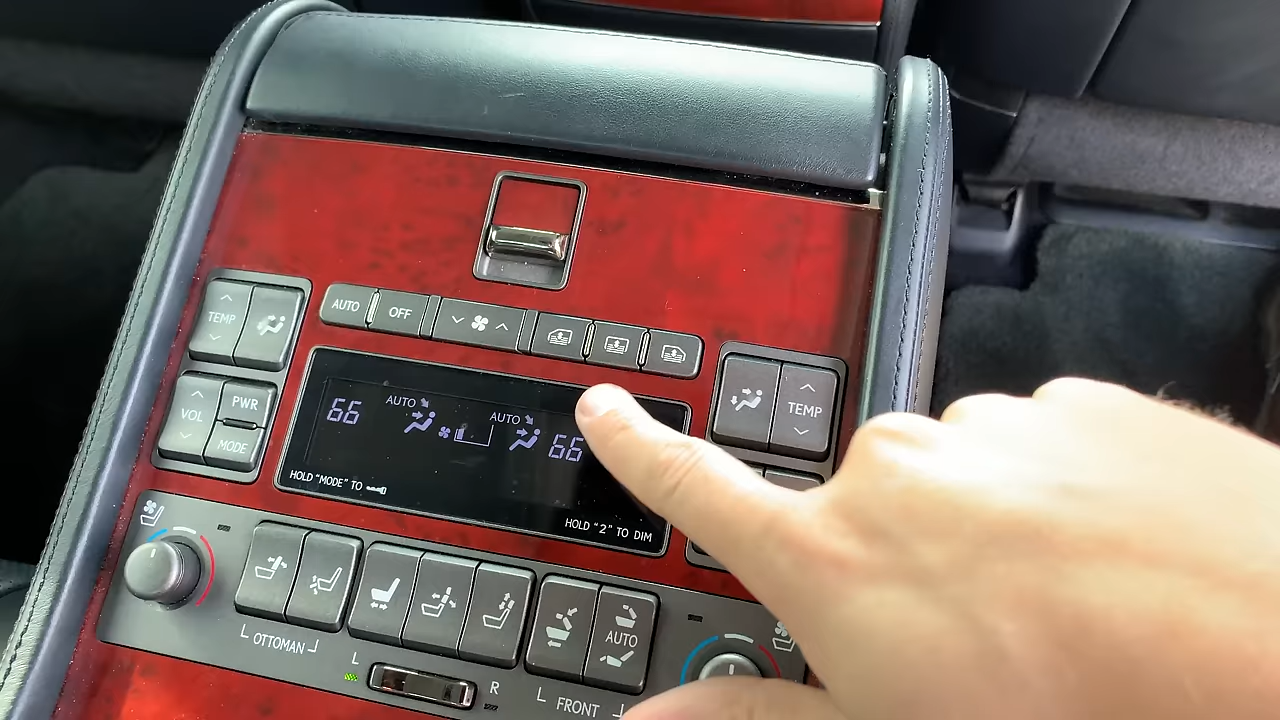 AUTO
OFF
TEMP
TEMP
VOL
PWR
MODE
66
AUTO
AUTO
66
HOLD "MODE" TO
HOLD "2" TO DIM
OTTOMAN
AUTO
L
R
FRONT